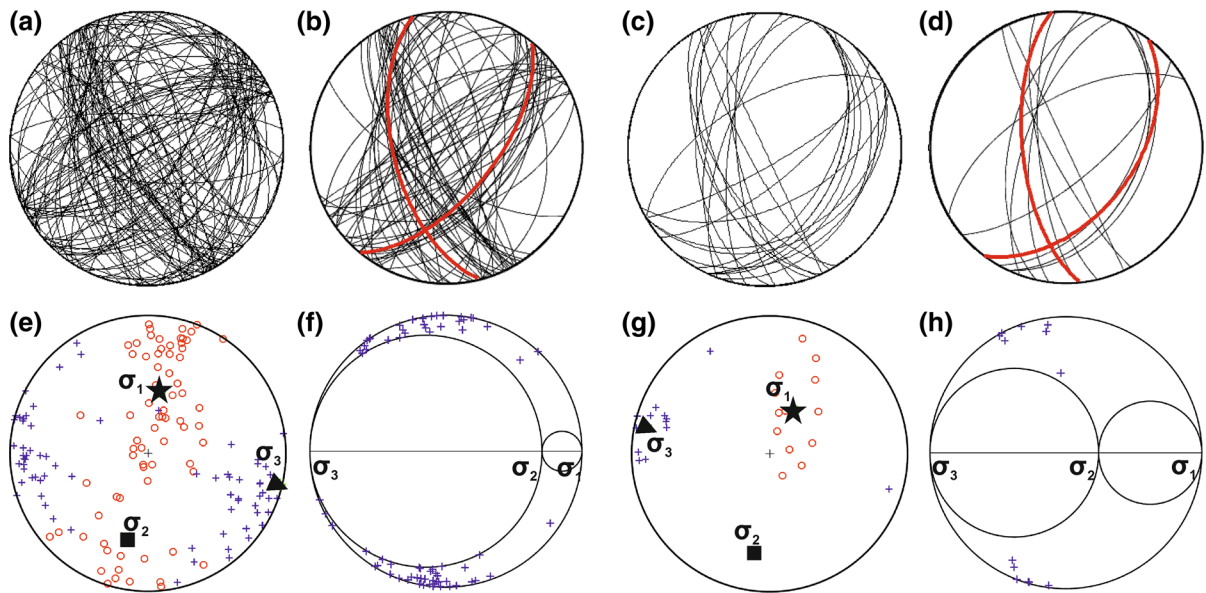 (a) (b) (c) (d)
(e) (f) (g) (h)
σ1 σ3 σ2
σ3 σ2 σ1
σ1 σ3 σ2
σ3 σ2 σ1